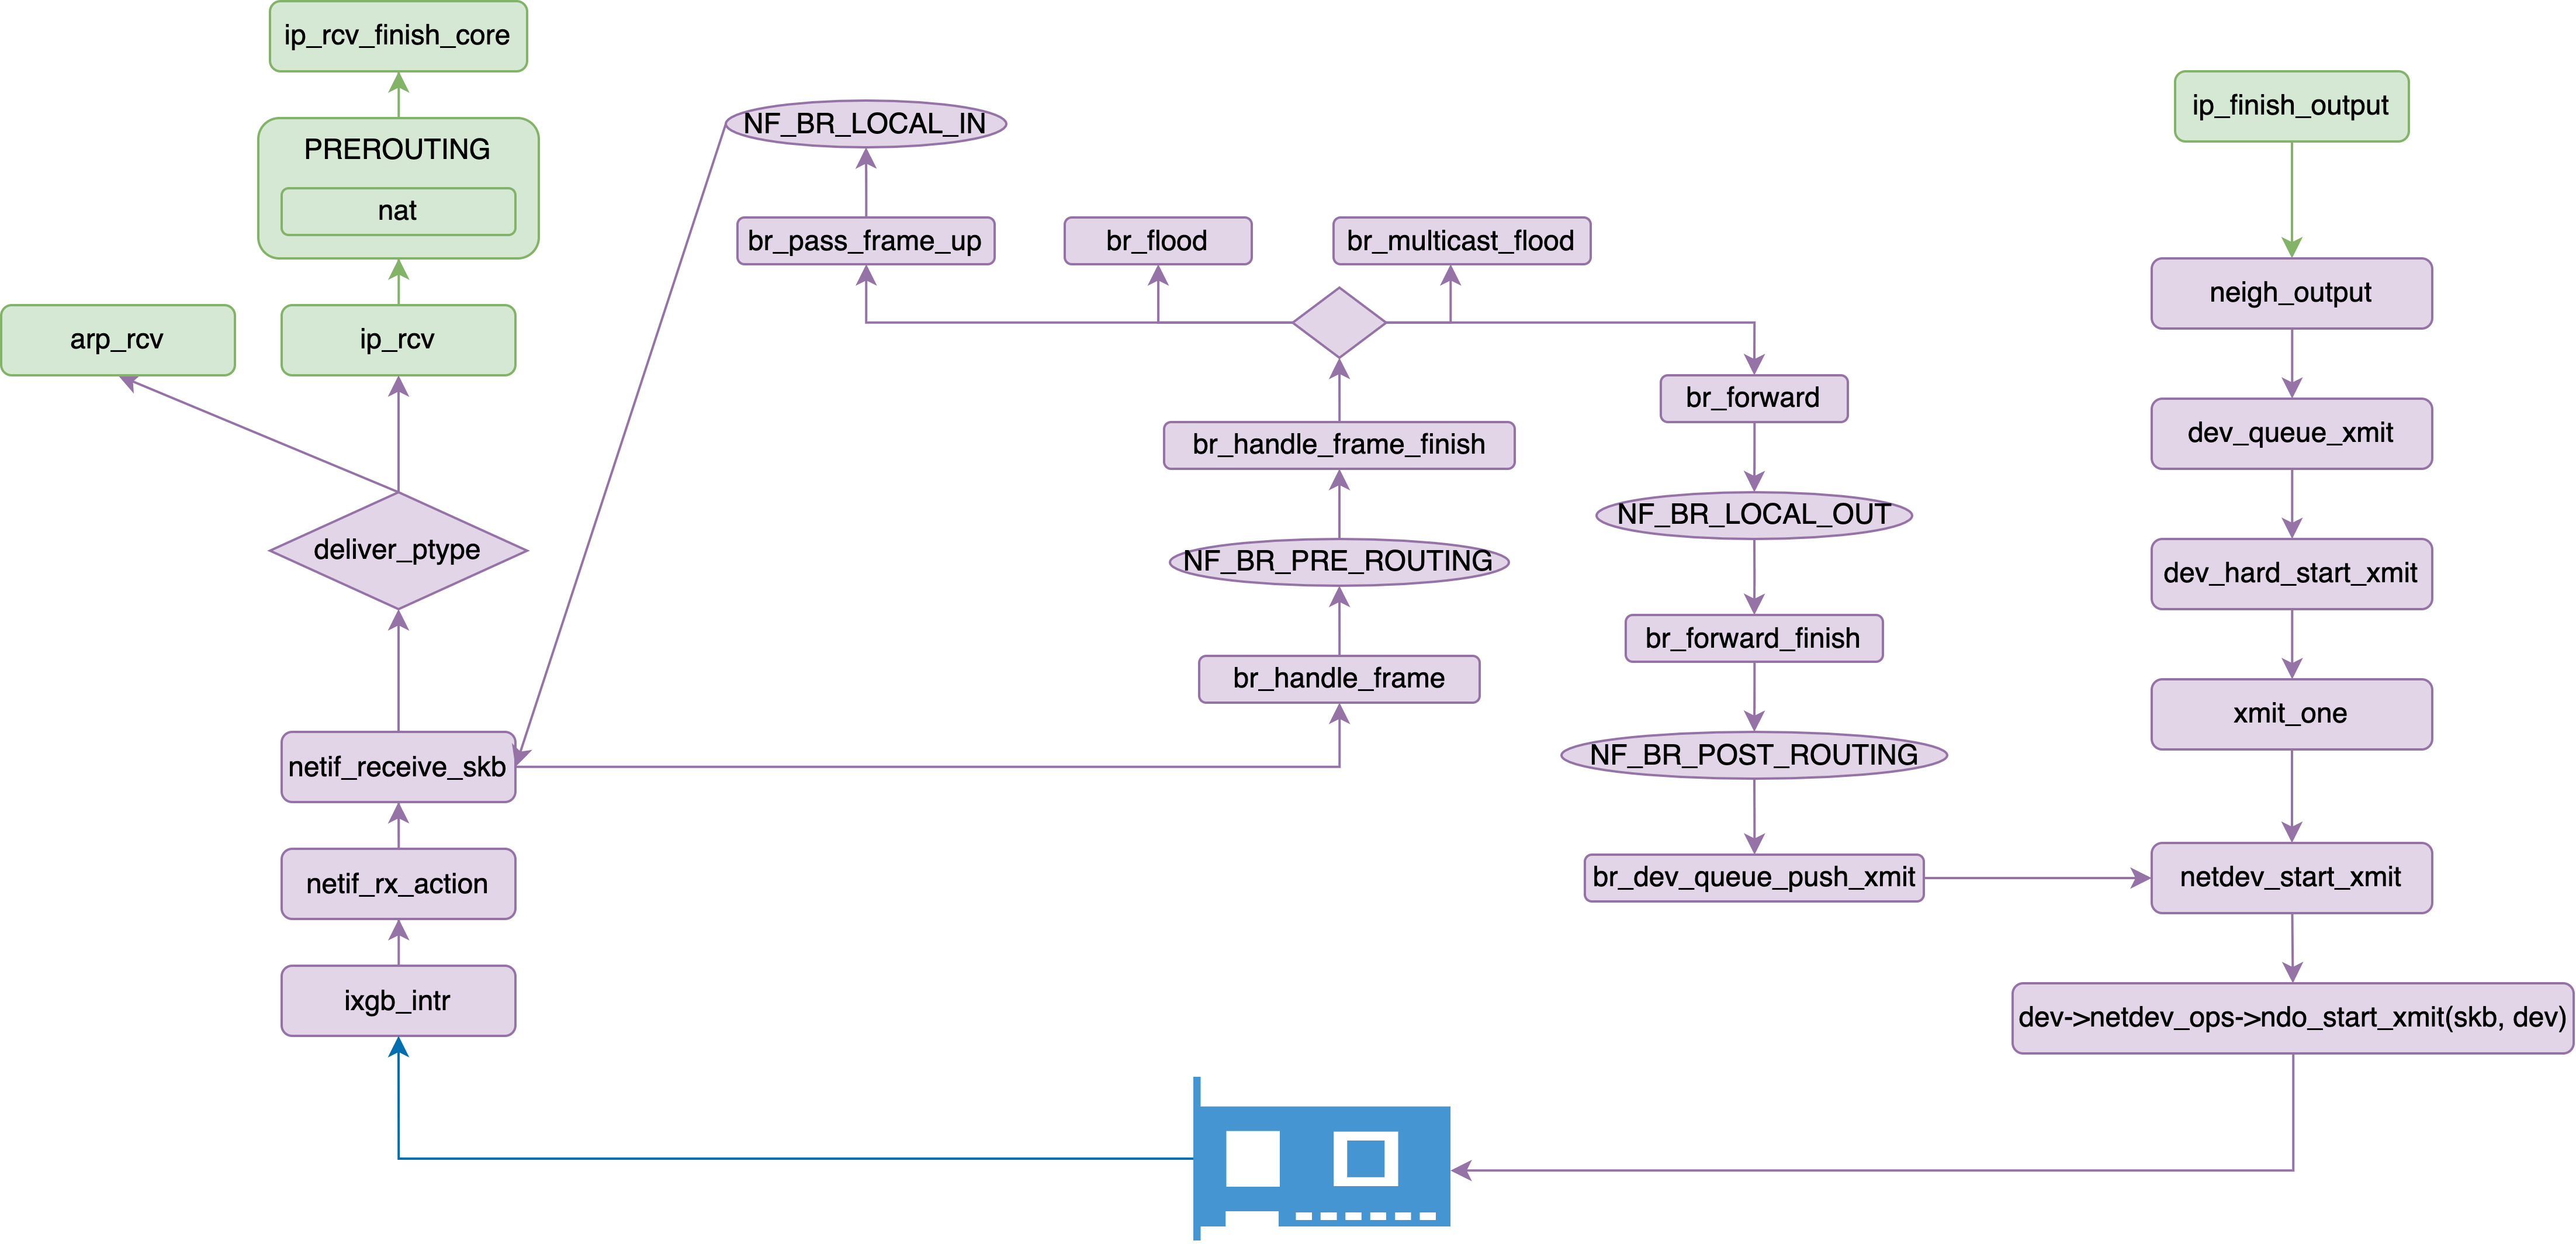 ip_rcv_finish_core
PREROUTING
nat
arp_rcv
ip_rcv
deliver_ptype
netif_receive_skb
netif_rx_action
ixgb_intr
NF_BR_LOCAL_IN
br_pass_frame_up
br_flood
br_multicast_flood
br_handle_frame_finish
NF_BR_PRE_ROUTING
br_handle_frame
br_forward
NF_BR_LOCAL_OUT
br_forward_finish
NF_BR_POST_ROUTING
br_dev_queue_push_xmit
ip_finish_output
neigh_output
dev_queue_xmit
dev_hard_start_xmit
xmit_one
netdev_start_xmit
dev->netdev_ops->ndo_start_xmit(skb, dev)